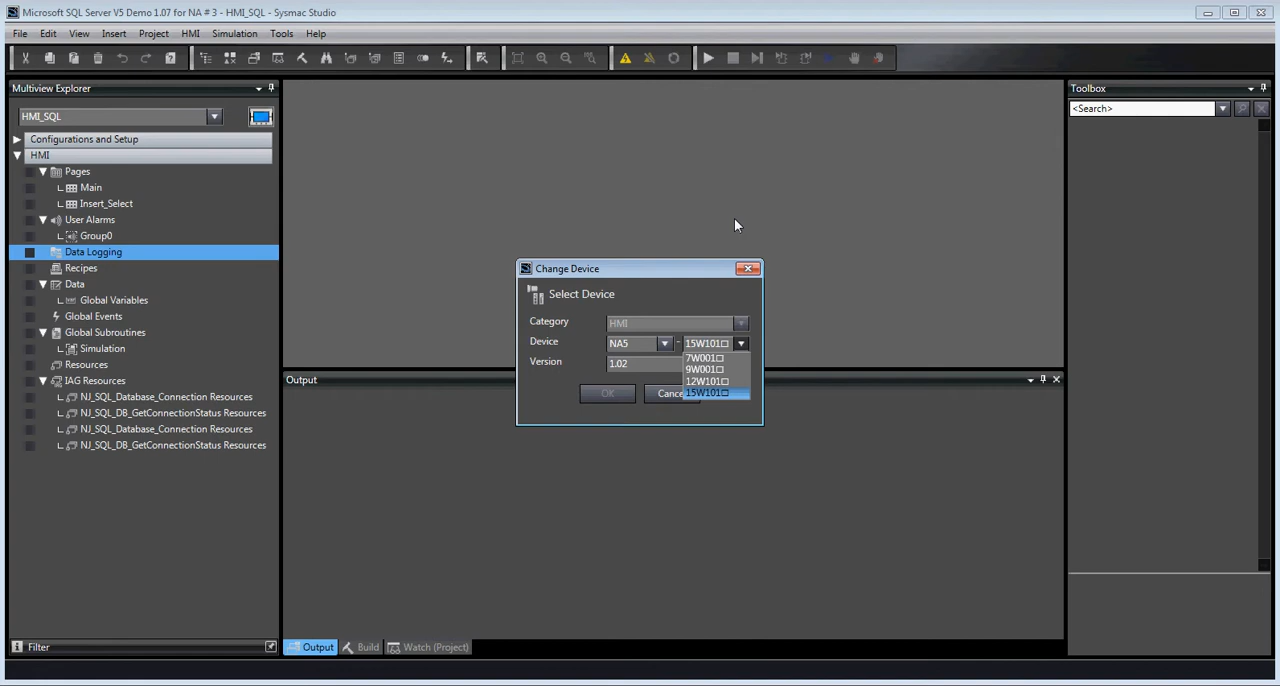 Microsoft SQL Server V5 Demo 1.07 for NA # 3 - HMI_SQL - Sysmac Studio
File Edit View Insert Project HMI Simulation Tools Help
Multiview Explorer
HMI_SQL
Configurations and Setup
HMI
Pages
Main
Insert_Select
User Alarms
Group0
Data Logging
Recipes
Data
Global Variables
Global Events
Global Subroutines
Simulation
Resources
IAG Resources
NJ_SQL_Database_Connection Resources
NJ_SQL_DB_GetConnectionStatus Resources
NJ_SQL_Database_Connection Resources
NJ_SQL_DB_GetConnectionStatus Resources
Filter
Change Device
Select Device
Category HMI
Device NA5 - 15W101□
7W001□
9W001□
12W101□
15W101□
Version 1.02
OK Cance
Output
Output Build Watch (Project)
Toolbox
<Search>